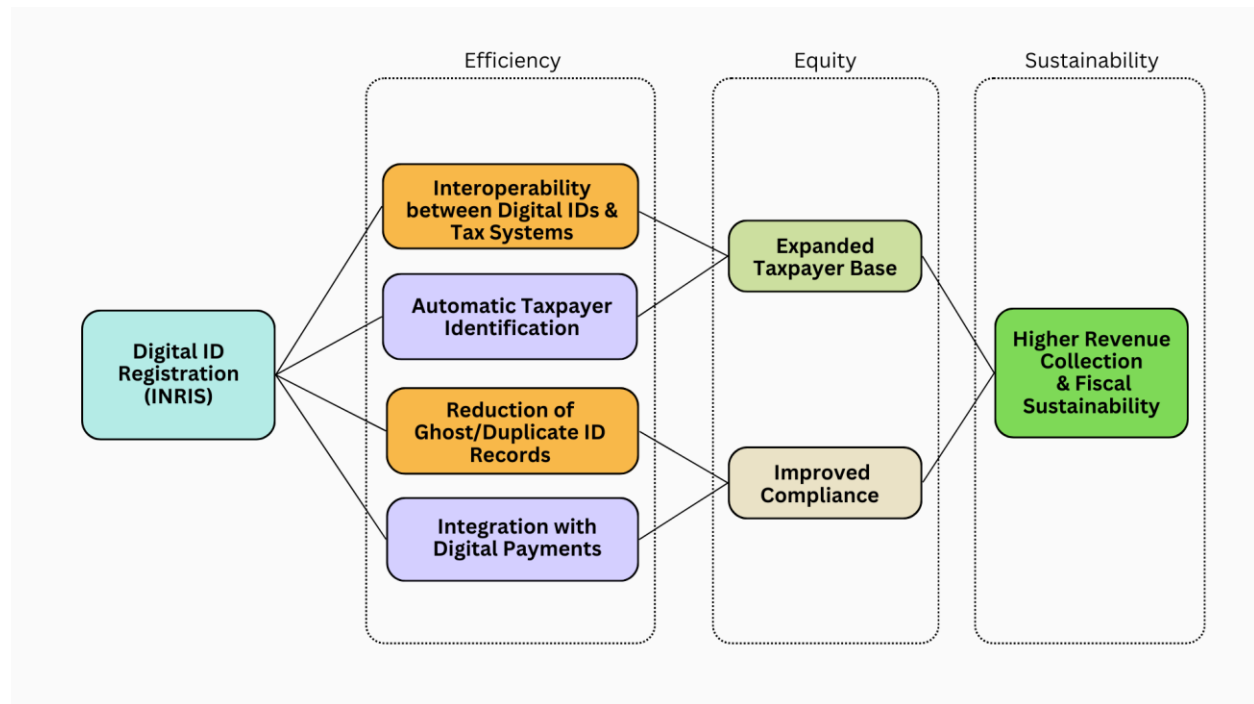 Efficiency
Equity
Sustainability
Digital ID
Registration
(INRIS)
Interoperability
between Digital IDs &
Tax Systems
Automatic Taxpayer
Identification
Reduction of
Ghost/Duplicate ID
Records
Integration with
Digital Payments
Expanded
Taxpayer Base
Improved
Compliance
Higher Revenue
Collection
& Fiscal
Sustainability